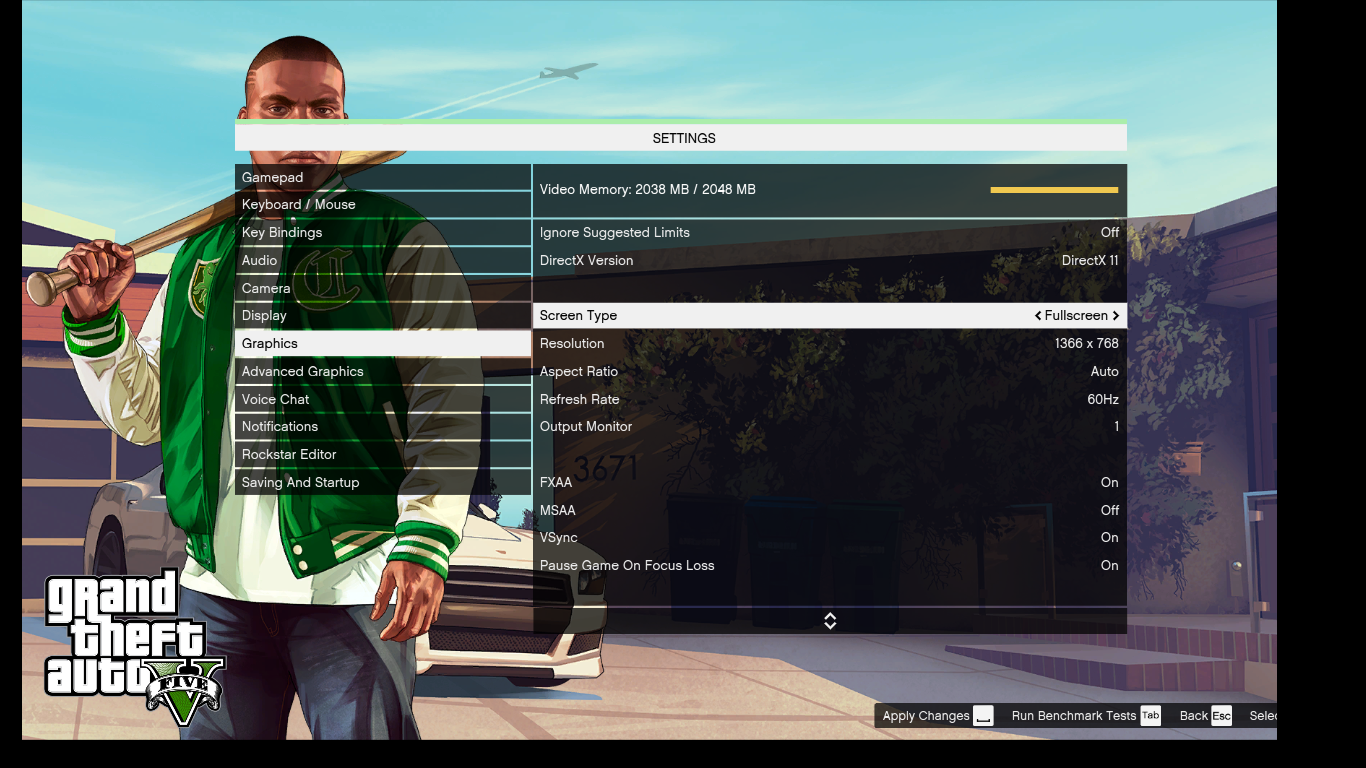 SETTINGS
Gamepad
Keyboard / Mouse
Key Bindings
Audio
Camera
Display
Graphics
Advanced Graphics
Voice Chat
Notifications
Rockstar Editor
Saving And Startup
Video Memory: 2038 MB / 2048 MB
Ignore Suggested Limits Off
DirectX Version DirectX 11
Screen Type Fullscreen
Resolution 1366 x 768
Aspect Ratio Auto
Refresh Rate 60Hz
Output Monitor 1
FXAA On
MSAA Off
VSync On
Pause Game On Focus Loss On
3671
C
grand
theft
auto
V
FIVE
Apply Changes Run Benchmark Tests Tab Back Esc Selec